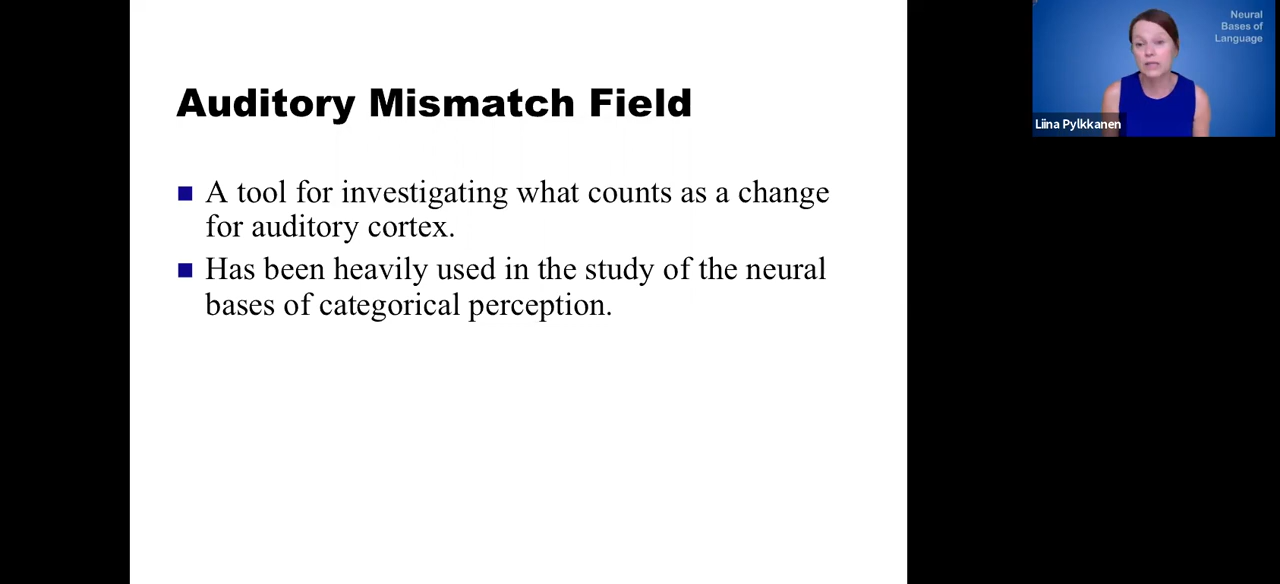 Auditory Mismatch Field
A tool for investigating what counts as a change
for auditory cortex.
Has been heavily used in the study of the neural
bases of categorical perception.
Neural
Bases of
Language
Liina Pylkkanen